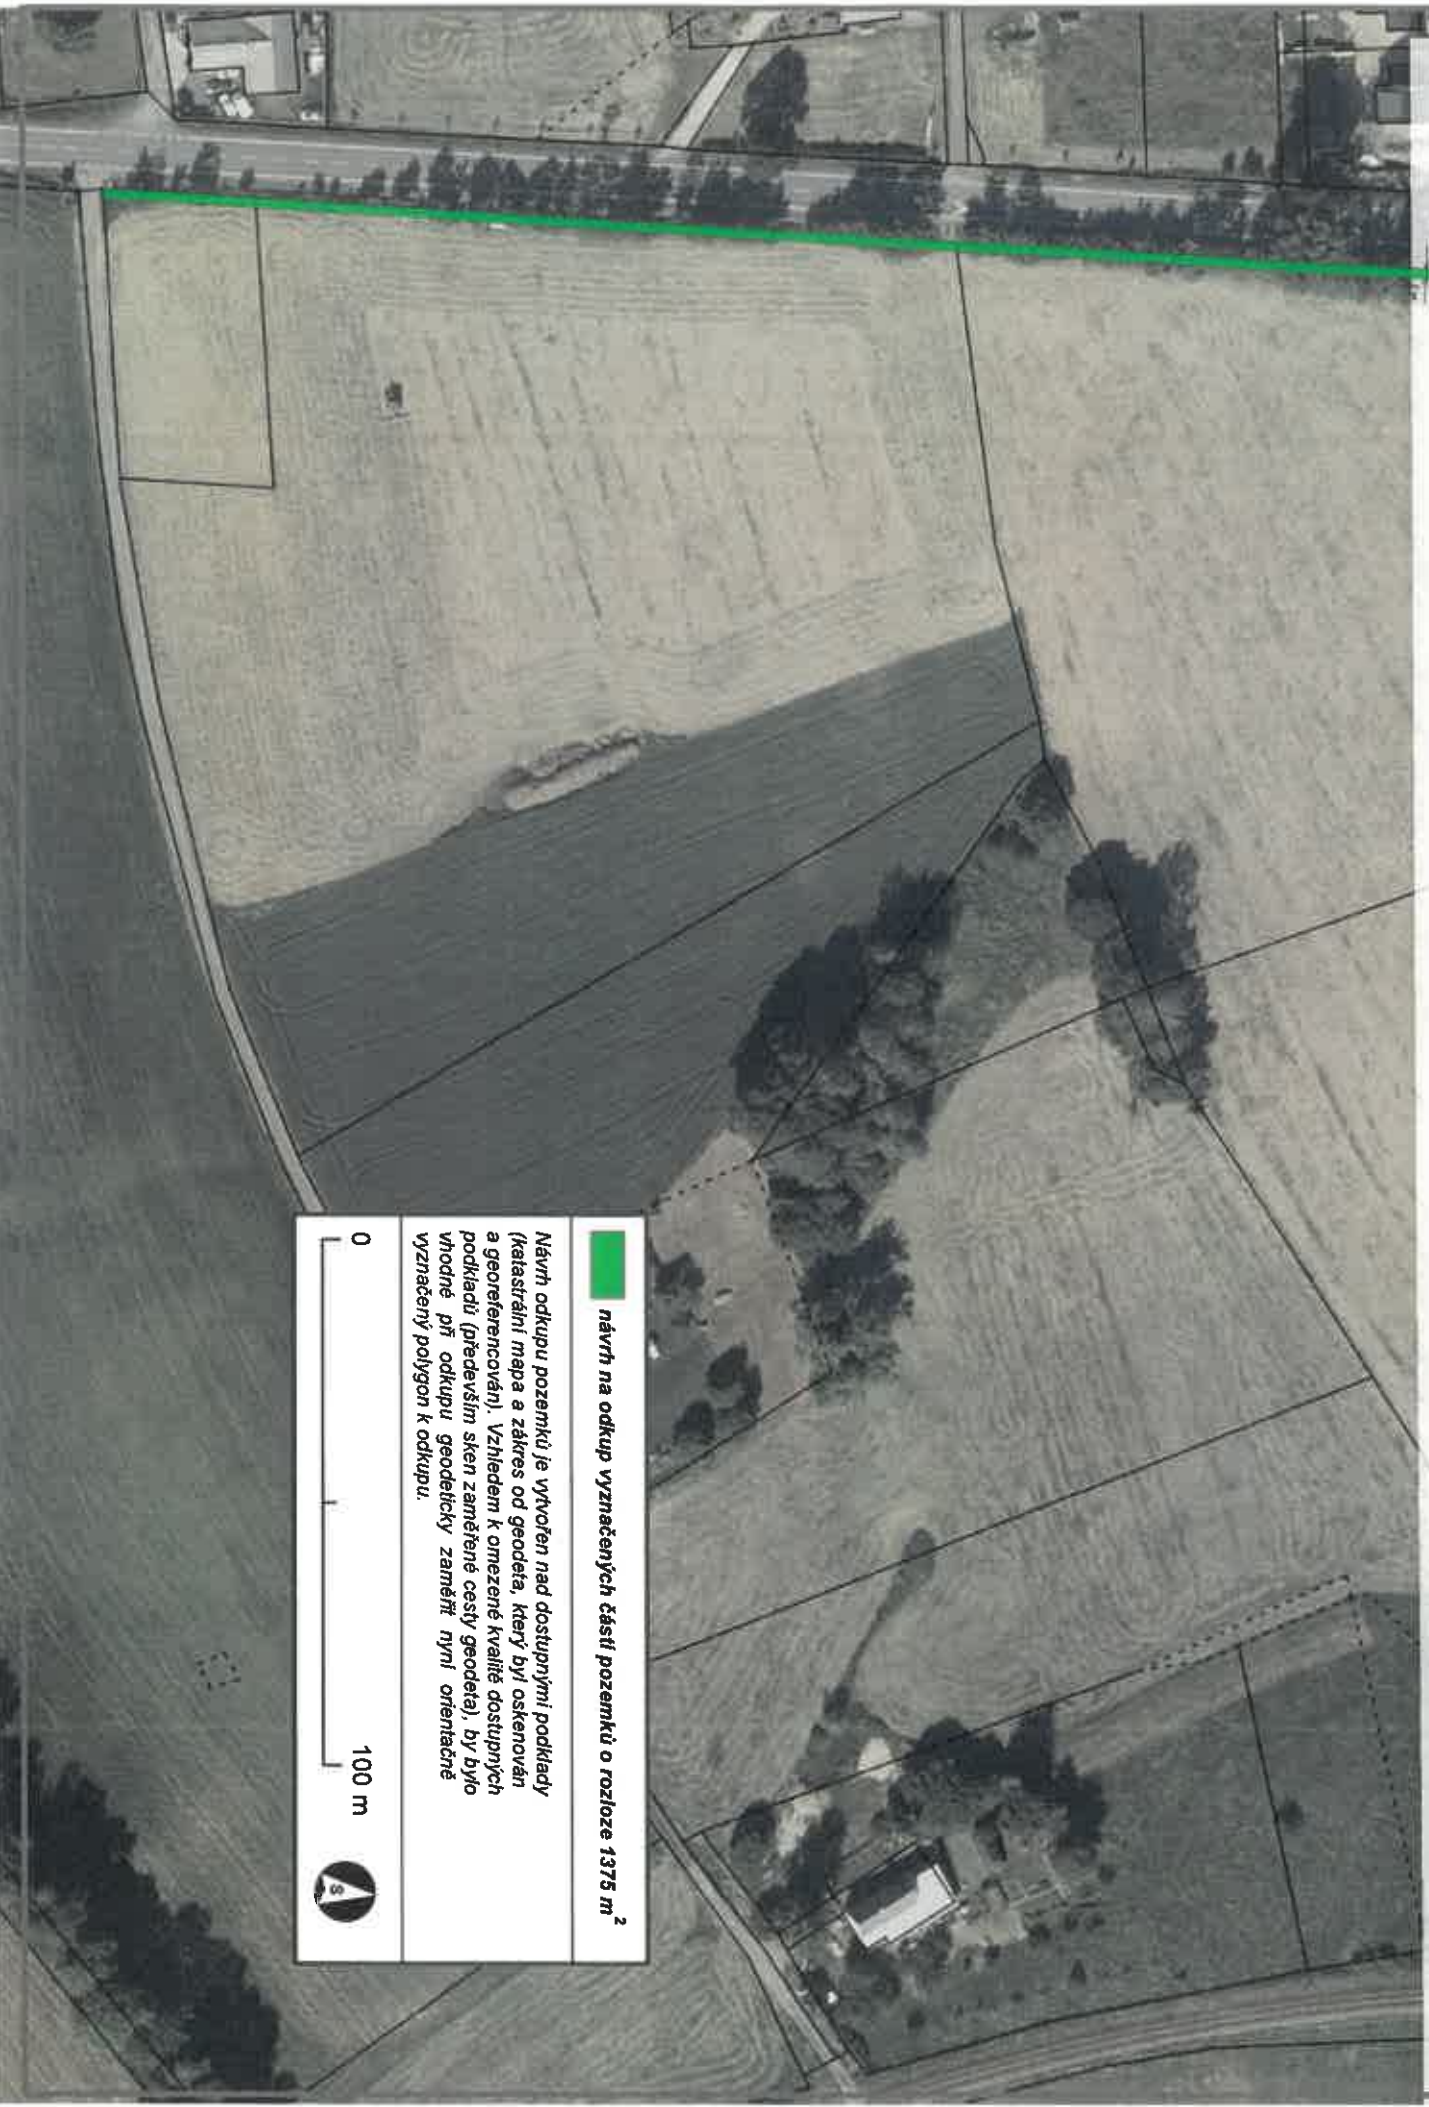 návrh na odkup vyznačených částí pozemků o rozloze 1375 m²
Návrh odkupu pozemků je vytvořen nad dostupnými podklady
(katastrální mapa a zákres od geodeta, který byl oskenován
a georeferencován). Vzhledem k omezené kvalitě dostupných
podkladů (především sken zaměřené cesty geodeta), by bylo
vhodné při odkupu geodeticky zaměřit nyní orientačně
vyznačený polygon k odkupu.
0 100 m
S